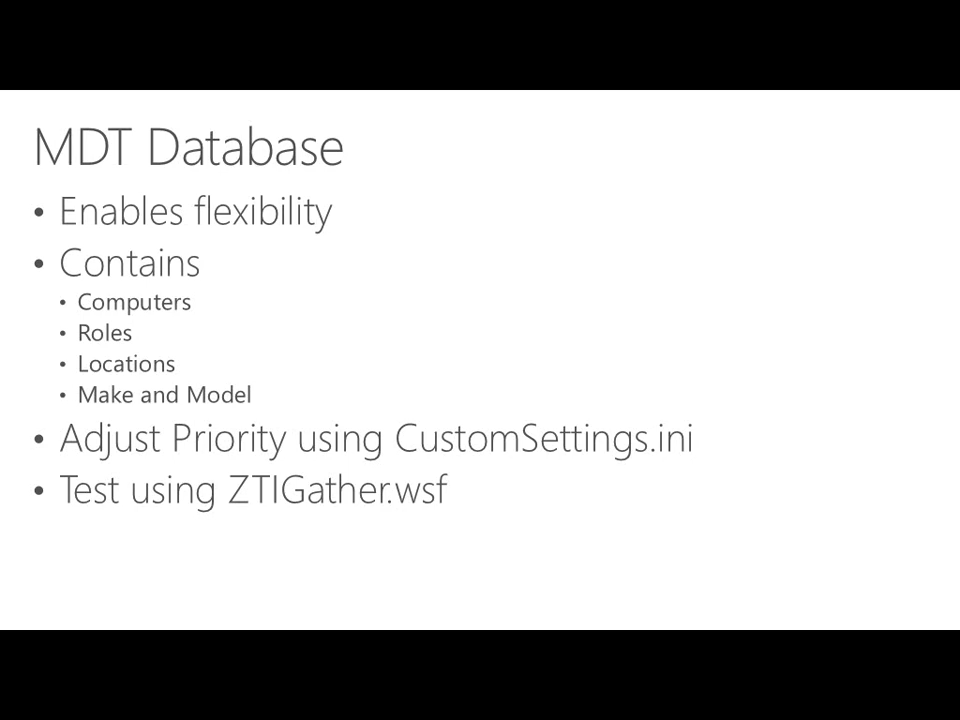 MDT Database
• Enables flexibility
• Contains
• Computers
• Roles
• Locations
• Make and Model
• Adjust Priority using CustomSettings.ini
• Test using ZTIGather.wsf